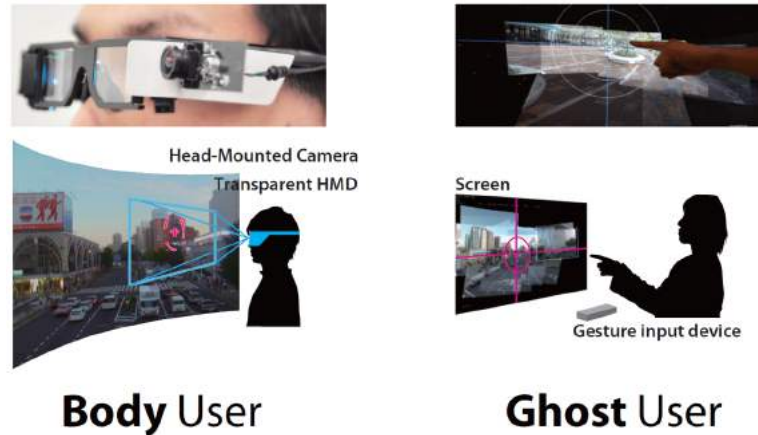 Head-Mounted Camera
Transparent HMD
Screen
Gesture input device
Body User
Ghost User